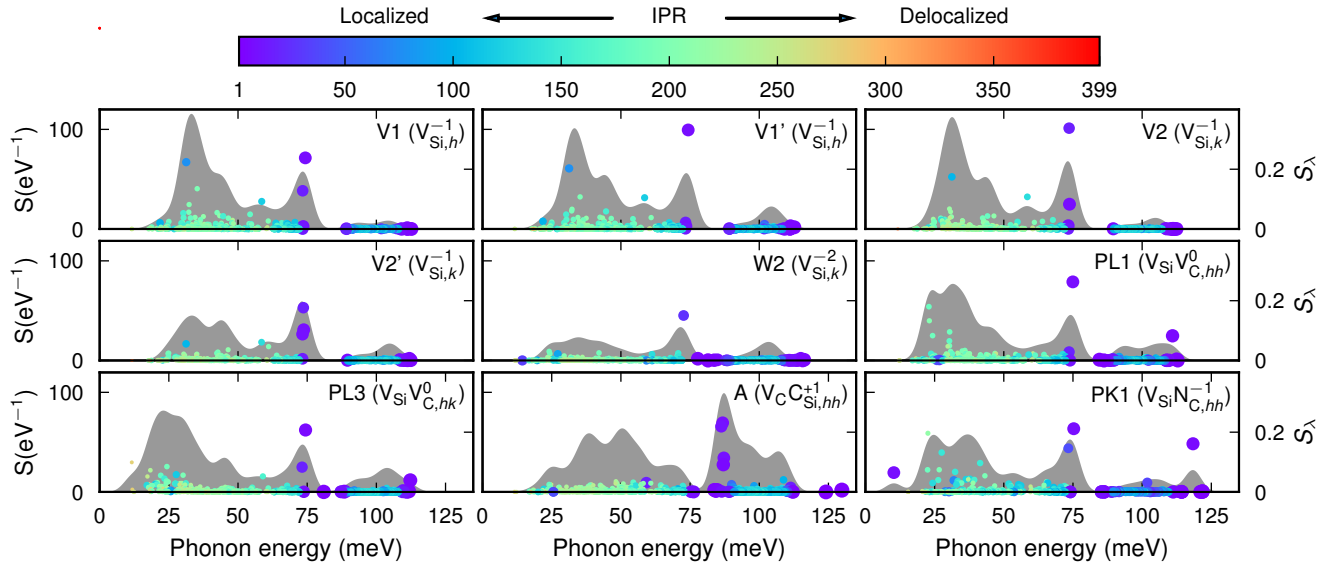 Localized IPR Delocalized
1 50 100 150 200 250 300 350 399
S(eV⁻¹) 100 0 V1 (V⁻¹Si,h) V1' (V⁻¹Si,h) V2 (V⁻¹Si,k) 0.2 0 Sλ
S(eV⁻¹) 100 0 V2' (V⁻¹Si,k) W2 (V⁻²Si,k) PL1 (VSiV⁰C,hh) 0.2 0
S(eV⁻¹) 100 0 PL3 (VSiV⁰C,hk) A (VCC⁺¹Si,hh) PK1 (VSiN⁻¹C,hh) 0.2 0 Sλ
0 25 50 75 100 125 0 25 50 75 100 125 0 25 50 75 100 125
Phonon energy (meV) Phonon energy (meV) Phonon energy (meV)